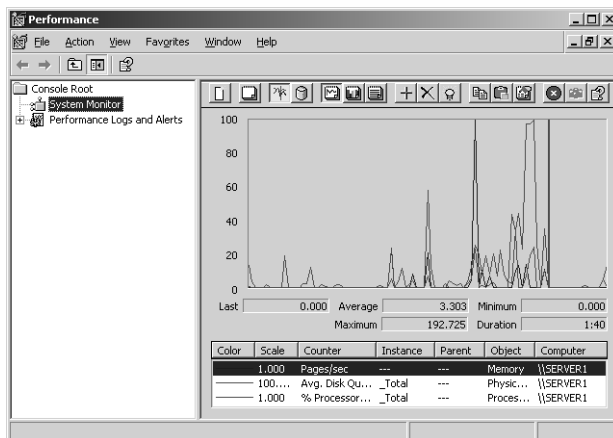 Performance
File Action View Favorites Window Help
Console Root
System Monitor
Performance Logs and Alerts
100
80
60
40
20
0
Last 0.000 Average 3.303 Minimum 0.000
Maximum 192.725 Duration 1:40
Color Scale Counter Instance Parent Object Computer
1.000 Pages/sec --- --- Memory \\SERVER1
100.... Avg. Disk Qu... _Total --- Physic... \\SERVER1
1.000 % Processor... _Total --- Proces... \\SERVER1